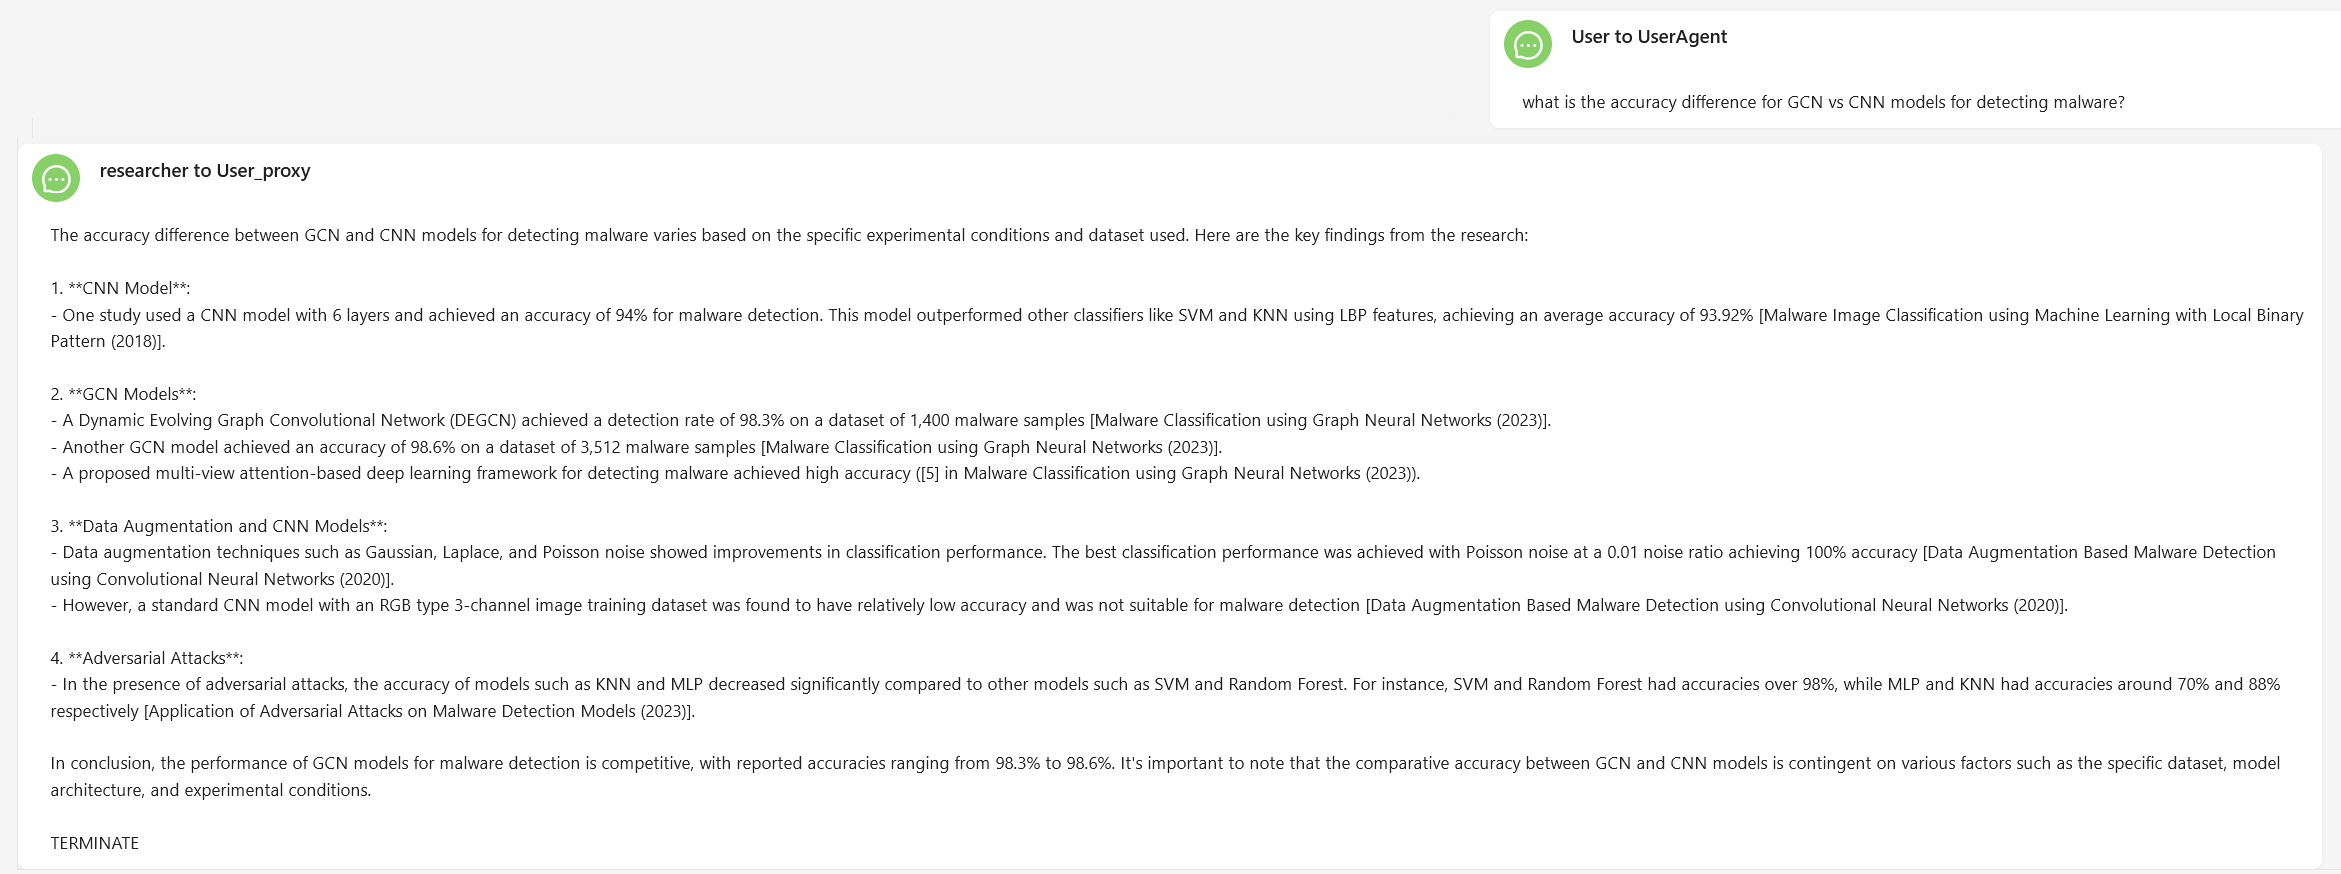 User to UserAgent
what is the accuracy difference for GCN vs CNN models for detecting malware?
researcher to User_proxy
The accuracy difference between GCN and CNN models for detecting malware varies based on the specific experimental conditions and dataset used. Here are the key findings from the research:
1. **CNN Model**:
- One study used a CNN model with 6 layers and achieved an accuracy of 94% for malware detection. This model outperformed other classifiers like SVM and KNN using LBP features, achieving an average accuracy of 93.92% [Malware Image Classification using Machine Learning with Local Binary
Pattern (2018)].
2. **GCN Models**:
- A Dynamic Evolving Graph Convolutional Network (DEGCN) achieved a detection rate of 98.3% on a dataset of 1,400 malware samples [Malware Classification using Graph Neural Networks (2023)].
- Another GCN model achieved an accuracy of 98.6% on a dataset of 3,512 malware samples [Malware Classification using Graph Neural Networks (2023)].
- A proposed multi-view attention-based deep learning framework for detecting malware achieved high accuracy ([5] in Malware Classification using Graph Neural Networks (2023)).
3. **Data Augmentation and CNN Models**:
- Data augmentation techniques such as Gaussian, Laplace, and Poisson noise showed improvements in classification performance. The best classification performance was achieved with Poisson noise at a 0.01 noise ratio achieving 100% accuracy [Data Augmentation Based Malware Detection
using Convolutional Neural Networks (2020)].
- However, a standard CNN model with an RGB type 3-channel image training dataset was found to have relatively low accuracy and was not suitable for malware detection [Data Augmentation Based Malware Detection using Convolutional Neural Networks (2020)].
4. **Adversarial Attacks**:
- In the presence of adversarial attacks, the accuracy of models such as KNN and MLP decreased significantly compared to other models such as SVM and Random Forest. For instance, SVM and Random Forest had accuracies over 98%, while MLP and KNN had accuracies around 70% and 88%
respectively [Application of Adversarial Attacks on Malware Detection Models (2023)].
In conclusion, the performance of GCN models for malware detection is competitive, with reported accuracies ranging from 98.3% to 98.6%. It's important to note that the comparative accuracy between GCN and CNN models is contingent on various factors such as the specific dataset, model
architecture, and experimental conditions.
TERMINATE